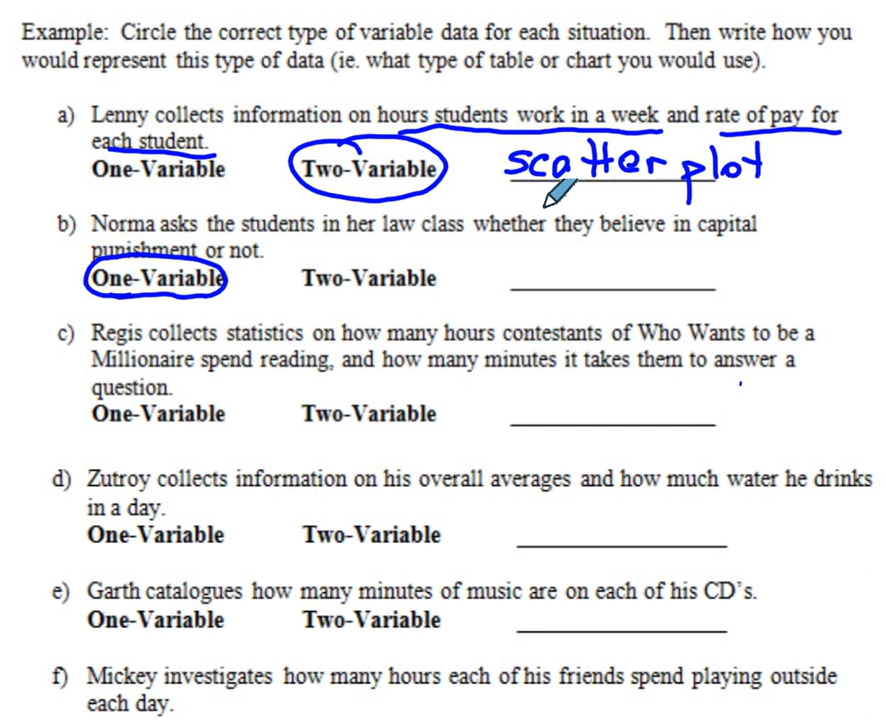 Example: Circle the correct type of variable data for each situation. Then write how you
would represent this type of data (ie. what type of table or chart you would use).
a) Lenny collects information on hours students work in a week and rate of pay for
each student.
One-Variable Two-Variable scatter plot
b) Norma asks the students in her law class whether they believe in capital
punishment or not.
One-Variable Two-Variable
c) Regis collects statistics on how many hours contestants of Who Wants to be a
Millionaire spend reading, and how many minutes it takes them to answer a
question.
One-Variable Two-Variable
d) Zutroy collects information on his overall averages and how much water he drinks
in a day.
One-Variable Two-Variable
e) Garth catalogues how many minutes of music are on each of his CD's.
One-Variable Two-Variable
f) Mickey investigates how many hours each of his friends spend playing outside
each day.